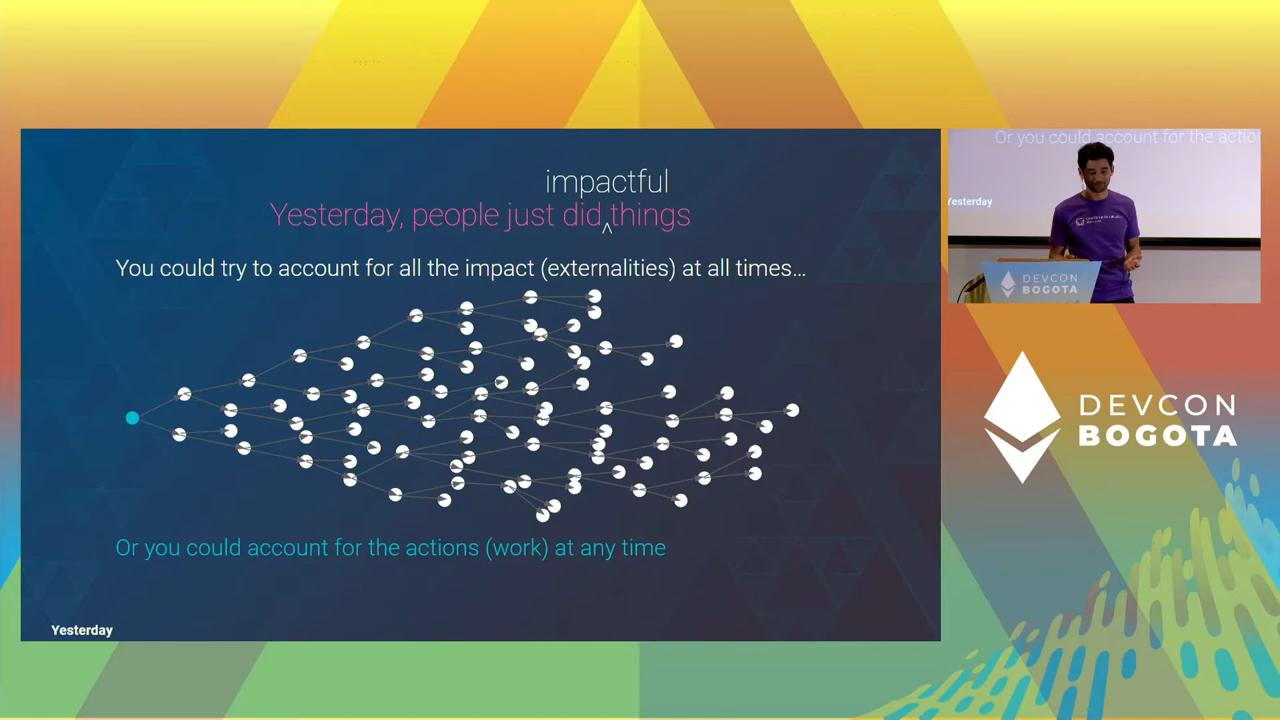 impactful
Yesterday, people just did ^ things
You could try to account for all the impact (externalities) at all times...
Or you could account for the actions (work) at any time
Yesterday
Or you could account for the actio
Yesterday
DEVCON
BOGOTA
DEVCON
BOGOTA